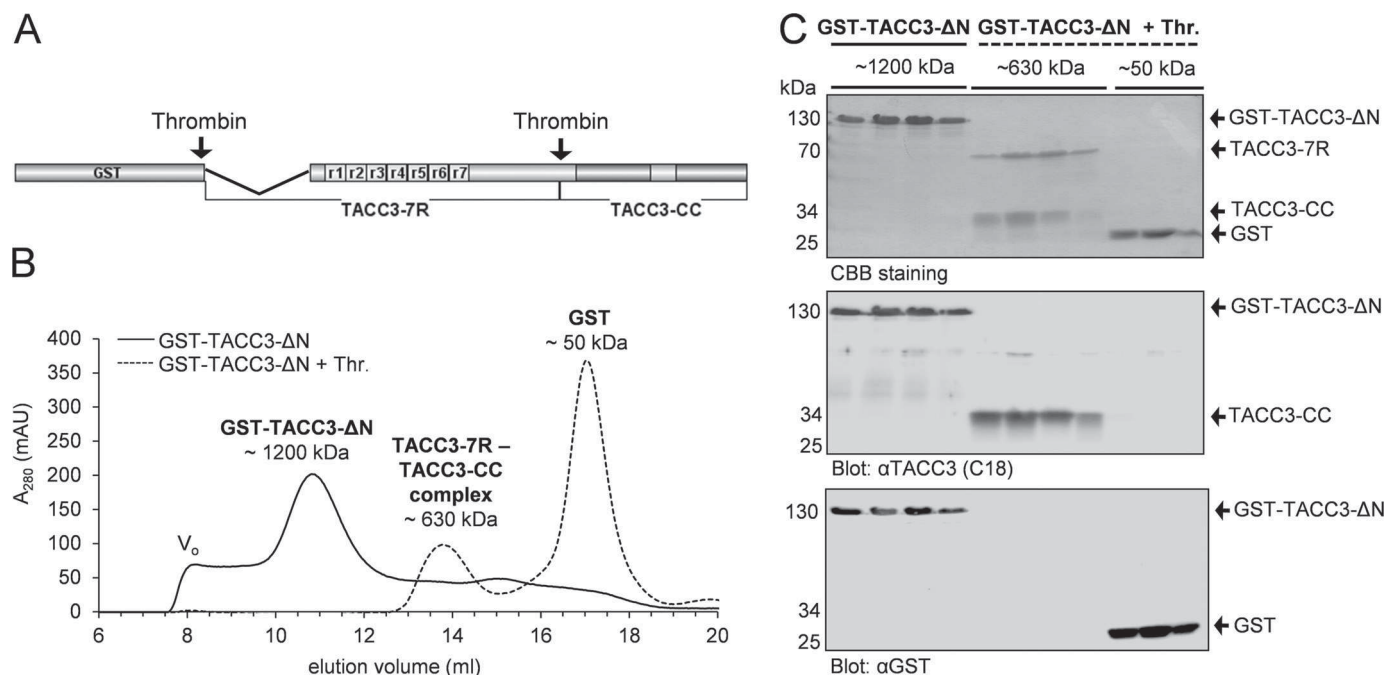 A
Thrombin Thrombin
GST r1 r2 r3 r4 r5 r6 r7
TACC3-7R TACC3-CC
B
GST-TACC3-ΔN
GST-TACC3-ΔN + Thr.
GST
~ 50 kDa
GST-TACC3-ΔN
~ 1200 kDa
TACC3-7R –
TACC3-CC
complex
~ 630 kDa
Vo
A280 (mAU)
400
350
300
250
200
150
100
50
0
6 8 10 12 14 16 18 20
elution volume (ml)
C
GST-TACC3-ΔN GST-TACC3-ΔN + Thr.
~1200 kDa ~630 kDa ~50 kDa
kDa
130 GST-TACC3-ΔN
70 TACC3-7R
34 TACC3-CC
25 GST
CBB staining
130 GST-TACC3-ΔN
34 TACC3-CC
25
Blot: αTACC3 (C18)
130 GST-TACC3-ΔN
34 GST
25
Blot: αGST